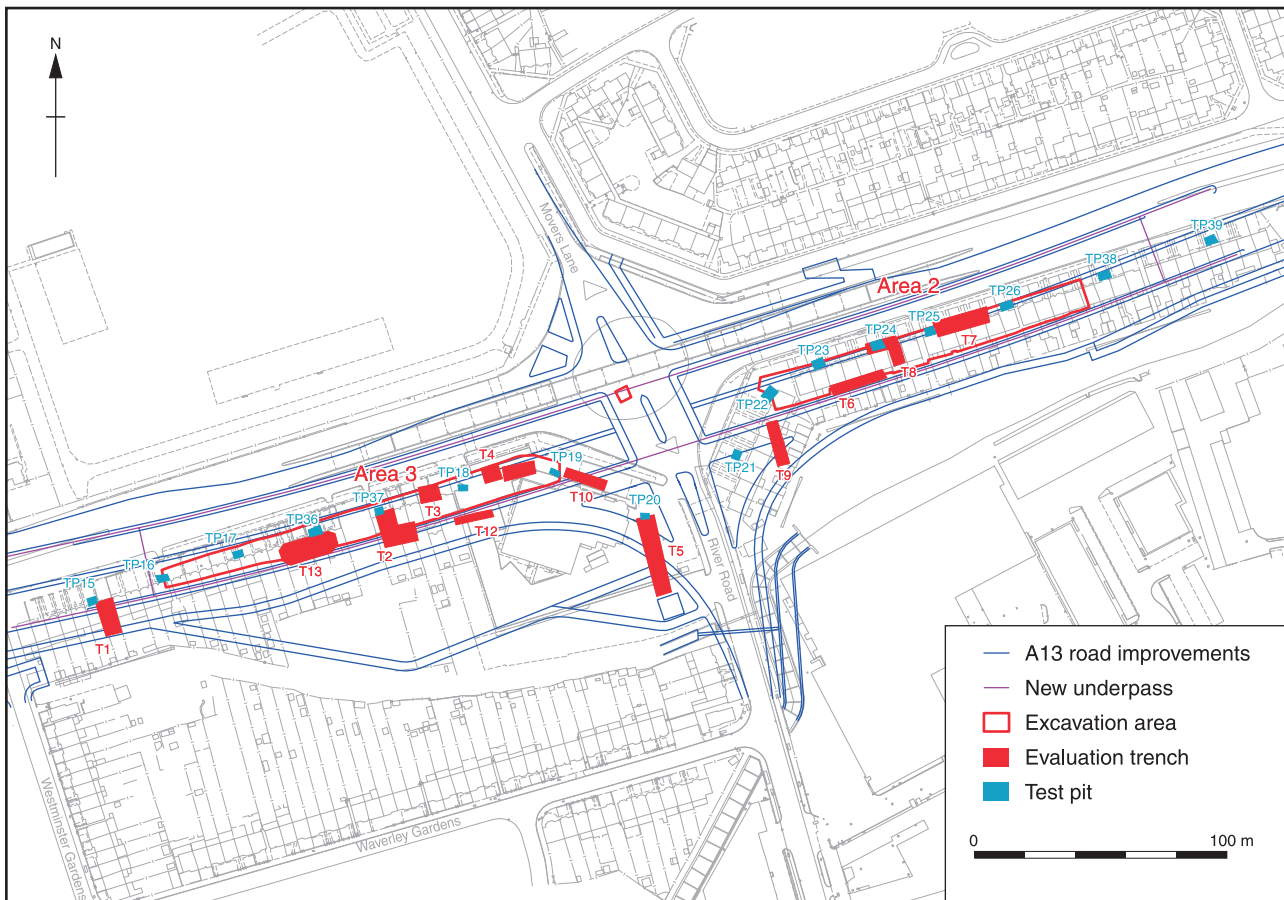 N
Movers Lane
TP39
TP38
Area 2
TP26
TP25
TP24
T7
TP23
T8
TP22
T6
TP21
T9
T4
TP19
Area 3
TP18
T10
TP37
T3
TP20
TP36
T12
T2
T5
TP17
T13
River Road
TP16
TP15
T1
Westminster Gardens
Waverley Gardens
A13 road improvements
New underpass
Excavation area
Evaluation trench
Test pit
0 100 m